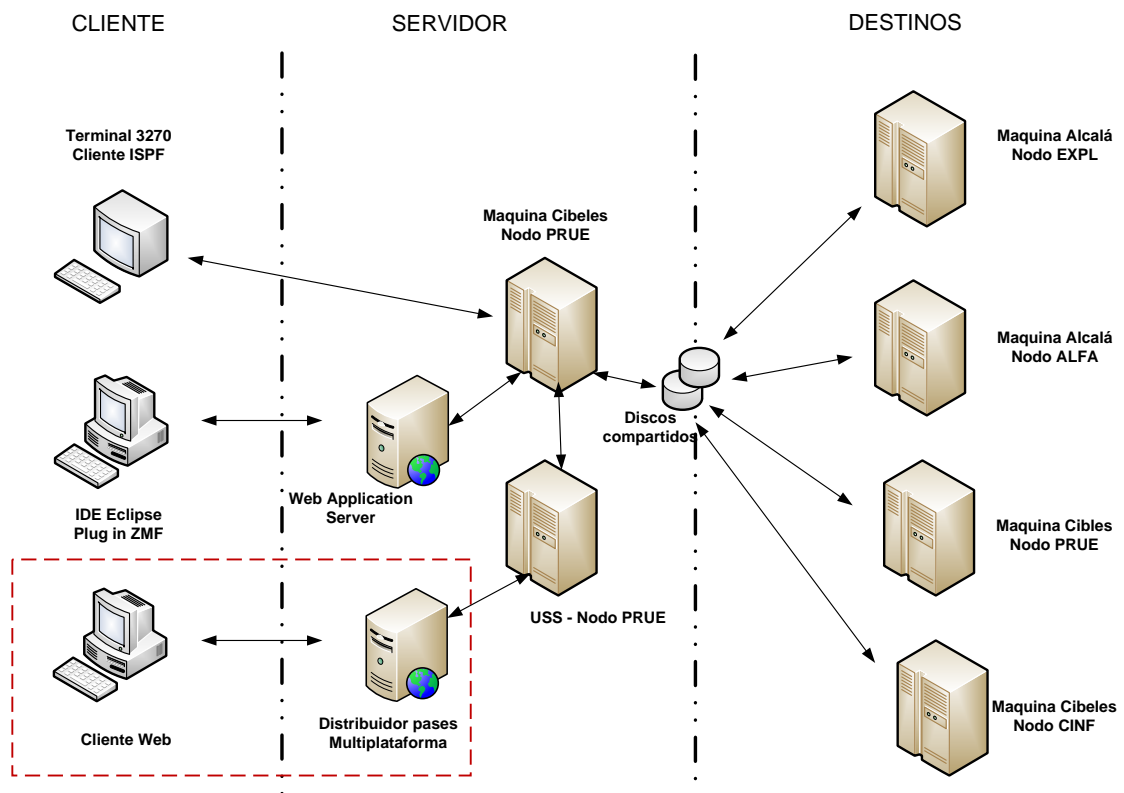 CLIENTE
SERVIDOR
DESTINOS
Terminal 3270
Cliente ISPF
Maquina Cibeles
Nodo PRUE
Maquina Alcalá
Nodo EXPL
Maquina Alcalá
Nodo ALFA
Discos
compartidos
IDE Eclipse
Plug in ZMF
Web Application
Server
Maquina Cibles
Nodo PRUE
USS - Nodo PRUE
Cliente Web
Distribuidor pases
Multiplataforma
Maquina Cibeles
Nodo CINF